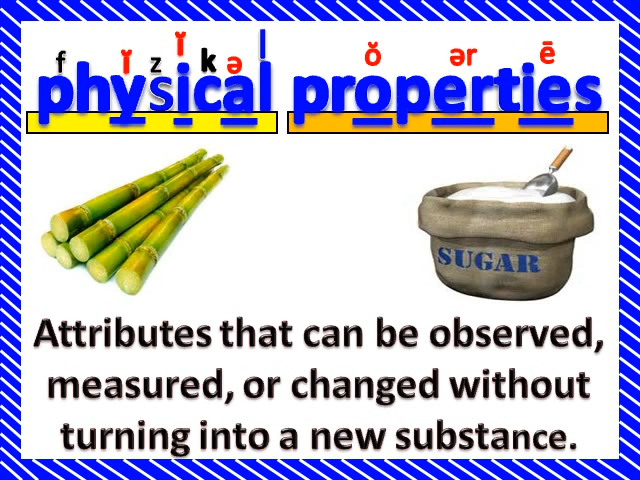 f ĭ z ĭ k ə l ŏ ər ē
physical properties
SUGAR
Attributes that can be observed,
measured, or changed without
turning into a new substance.